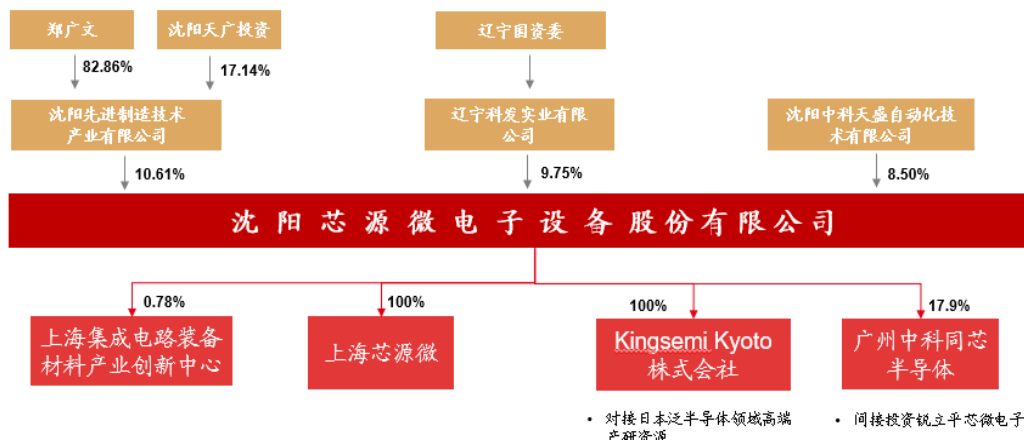 郑广文
沈阳天广投资
辽宁国资委
82.86%
17.14%
沈阳先进制造技术
产业有限公司
辽宁科发实业有限
公司
沈阳中科天盛自动化技
术有限公司
10.61%
9.75%
8.50%
沈阳芯源微电子设备股份有限公司
0.78%
100%
100%
17.9%
上海集成电路装备
材料产业创新中心
上海芯源微
Kingsemi Kyoto
株式会社
广州中科同芯
半导体
• 对接日本泛半导体领域高端
产研资源
• 间接投资锐立平芯微电子